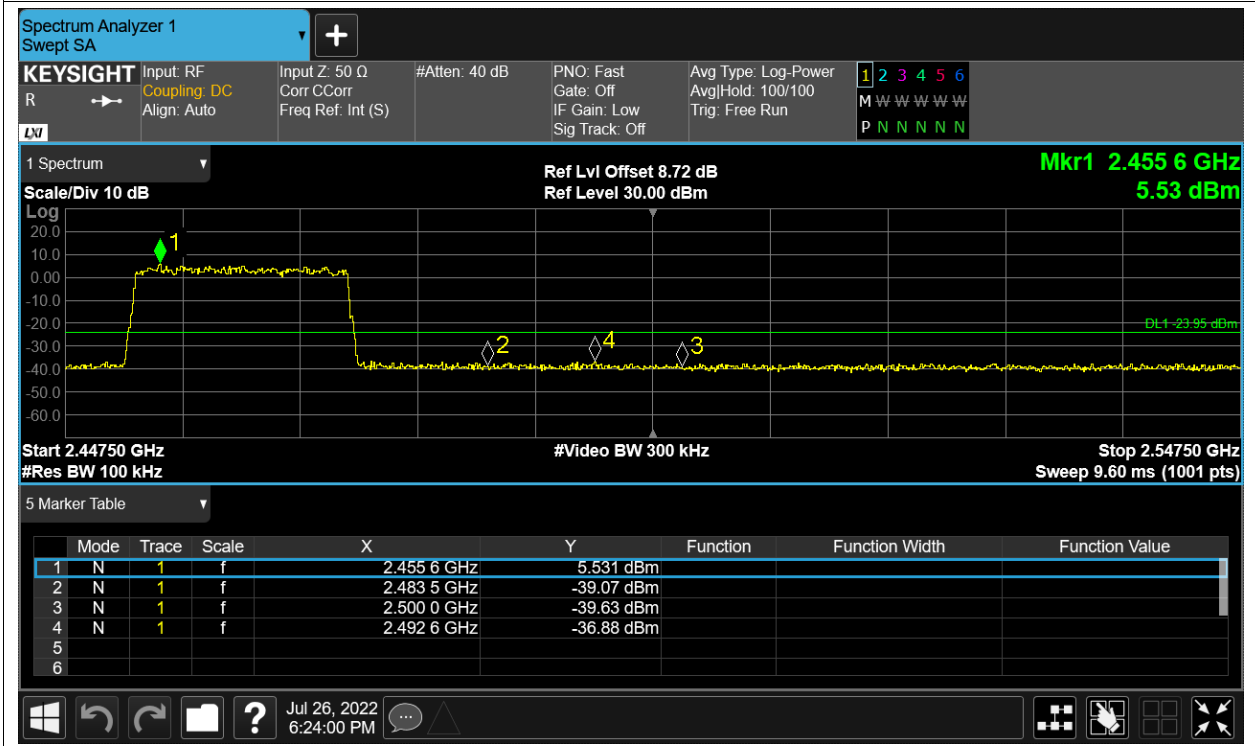 Spectrum Analyzer 1
Swept SA
+
KEYSIGHT Input: RF Input Z: 50 Ω #Atten: 40 dB PNO: Fast Avg Type: Log-Power 1 2 3 4 5 6
R Coupling: DC Corr CCorr Gate: Off Avg|Hold: 100/100 M W W W W W
Align: Auto Freq Ref: Int (S) IF Gain: Low Trig: Free Run
LXI Sig Track: Off P N N N N N
1 Spectrum Ref Lvl Offset 8.72 dB Mkr1 2.455 6 GHz
Scale/Div 10 dB Ref Level 30.00 dBm 5.53 dBm
Log
20.0
1
10.0
0.00
-10.0
-20.0
DL1 -23.95 dBm
-30.0
2 4 3
-40.0
-50.0
-60.0
Start 2.44750 GHz #Video BW 300 kHz Stop 2.54750 GHz
#Res BW 100 kHz Sweep 9.60 ms (1001 pts)
5 Marker Table
Mode Trace Scale X Y Function Function Width Function Value
1 N 1 f 2.455 6 GHz 5.531 dBm
2 N 1 f 2.483 5 GHz -39.07 dBm
3 N 1 f 2.500 0 GHz -39.63 dBm
4 N 1 f 2.492 6 GHz -36.88 dBm
5
6
? Jul 26, 2022
6:24:00 PM